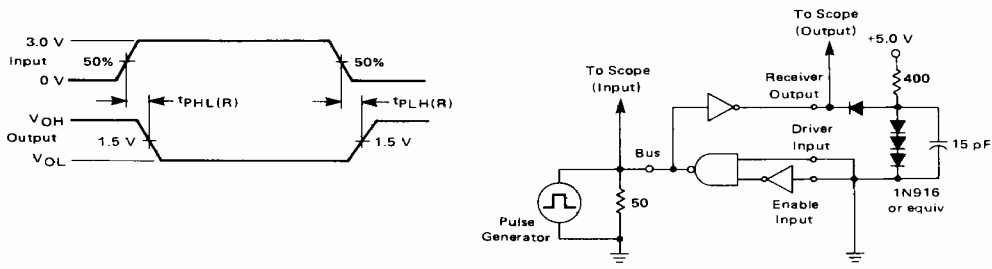 3.0 V
Input
50%
50%
0 V
tPHL(R)
tPLH(R)
VOH
Output
1.5 V
1.5 V
VOL
To Scope
(Output)
+5.0 V
To Scope
(Input)
Receiver
Output
400
Driver
Input
15 pF
Bus
1N916
or equiv
50
Enable
Input
Pulse
Generator